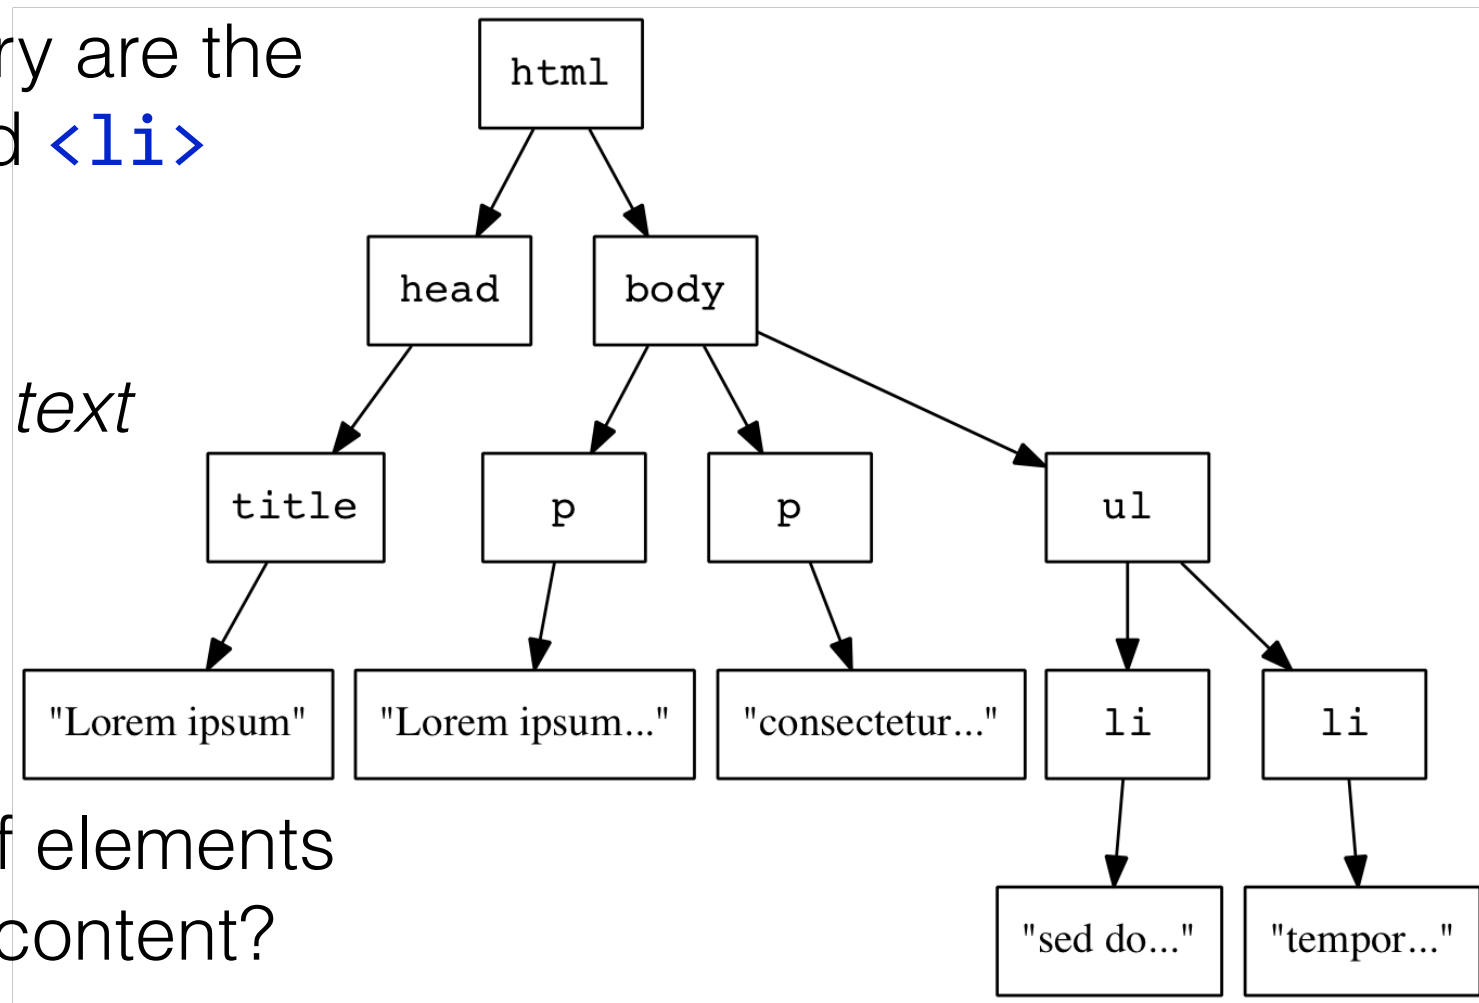 ry are the
<li>
text
f elements
content?
html
head body
title p p ul
"Lorem ipsum" "Lorem ipsum..." "consectetur..." li li
"sed do..." "tempor..."